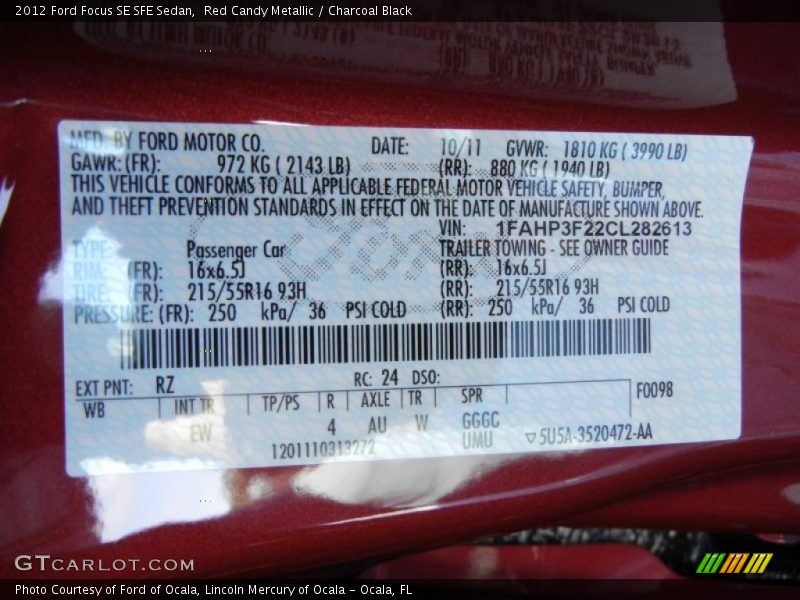 2012 Ford Focus SE SFE Sedan, Red Candy Metallic / Charcoal Black
MFD. BY FORD MOTOR CO. DATE: 10/11 GVWR: 1810 KG ( 3990 LB)
GAWR: (FR): 972 KG ( 2143 LB) (RR): 880 KG ( 1940 LB)
THIS VEHICLE CONFORMS TO ALL APPLICABLE FEDERAL MOTOR VEHICLE SAFETY, BUMPER,
AND THEFT PREVENTION STANDARDS IN EFFECT ON THE DATE OF MANUFACTURE SHOWN ABOVE.
VIN: 1FAHP3F22CL282613
TYPE: Passenger Car TRAILER TOWING - SEE OWNER GUIDE
RIM: (FR): 16x6.5J (RR): 16x6.5J
TIRE: (FR): 215/55R16 93H (RR): 215/55R16 93H
PRESSURE: (FR): 250 kPa/ 36 PSI COLD (RR): 250 kPa/ 36 PSI COLD
EXT PNT: RZ RC: 24 DSO:
WB INT TR TP/PS R AXLE TR SPR F0098
EW 4 AU W GGGC
UMU ▽5U5A-3520472-AA
1201110313272
GTCARLOT.COM
Photo Courtesy of Ford of Ocala, Lincoln Mercury of Ocala - Ocala, FL